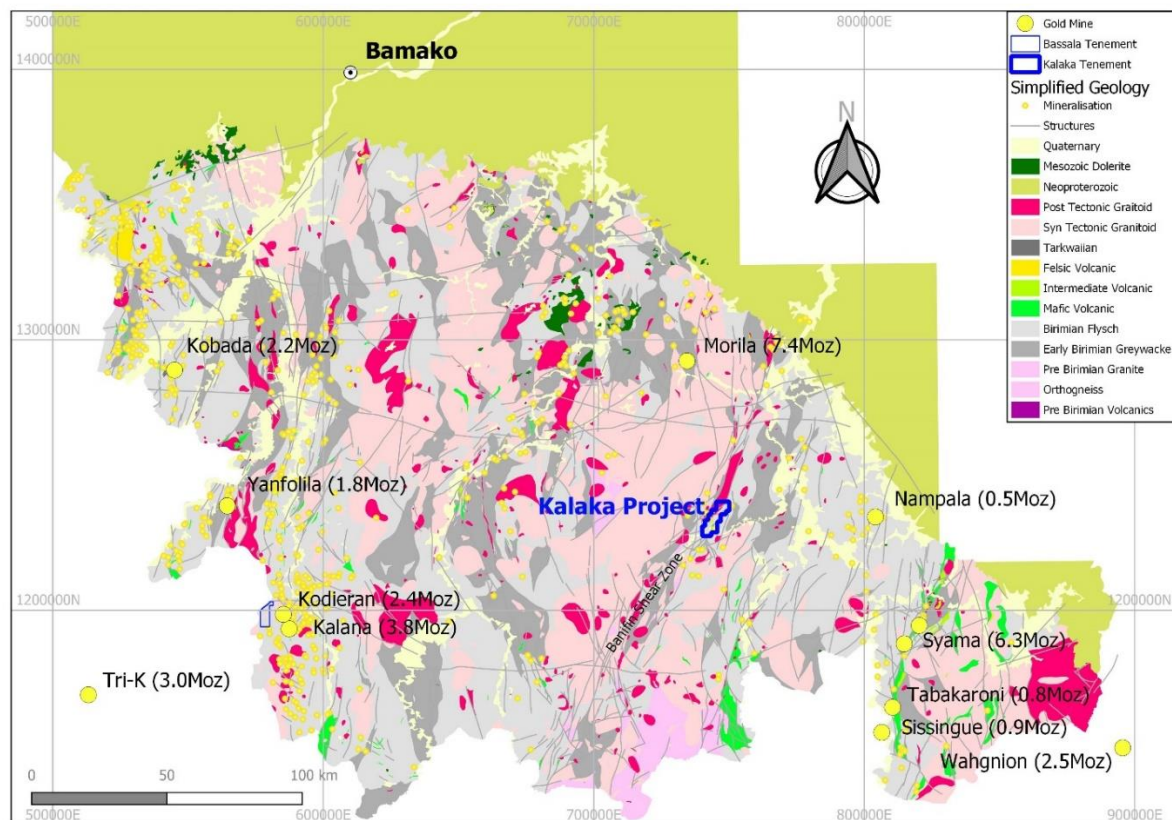 500000E
600000E
700000E
800000E
1400000N
Bamako
N
Gold Mine
Bassala Tenement
Kalaka Tenement
Simplified Geology
Mineralisation
Structures
Quaternary
Mesozoic Dolerite
Neoproterozoic
Post Tectonic Graitoid
Syn Tectonic Granitoid
Tarkwaiian
Felsic Volcanic
Intermediate Volcanic
Mafic Volcanic
Birimian Flysch
Early Birimian Greywacke
Pre Birimian Granite
Orthogneiss
Pre Birimian Volcanics
1300000N
1300000N
Kobada (2.2Moz)
Morila (7.4Moz)
Yanfolila (1.8Moz)
Kalaka Project
Nampala (0.5Moz)
Banifin Shear Zone
1200000N
1200000N
Kodieran (2.4Moz)
Kalana (3.8Moz)
Syama (6.3Moz)
Tri-K (3.0Moz)
Tabakaroni (0.8Moz)
Sissingue (0.9Moz)
Wahgnion (2.5Moz)
0 50 100 km
500000E
600000E
700000E
800000E
900000E